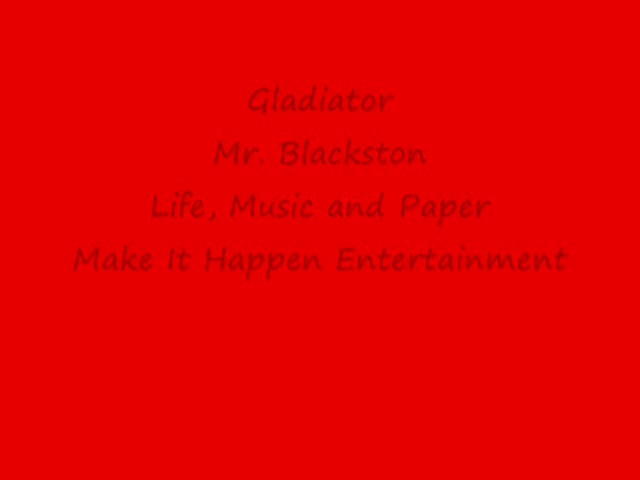 Gladiator
Mr. Blackston
Life, Music and Paper
Make It Happen Entertainment